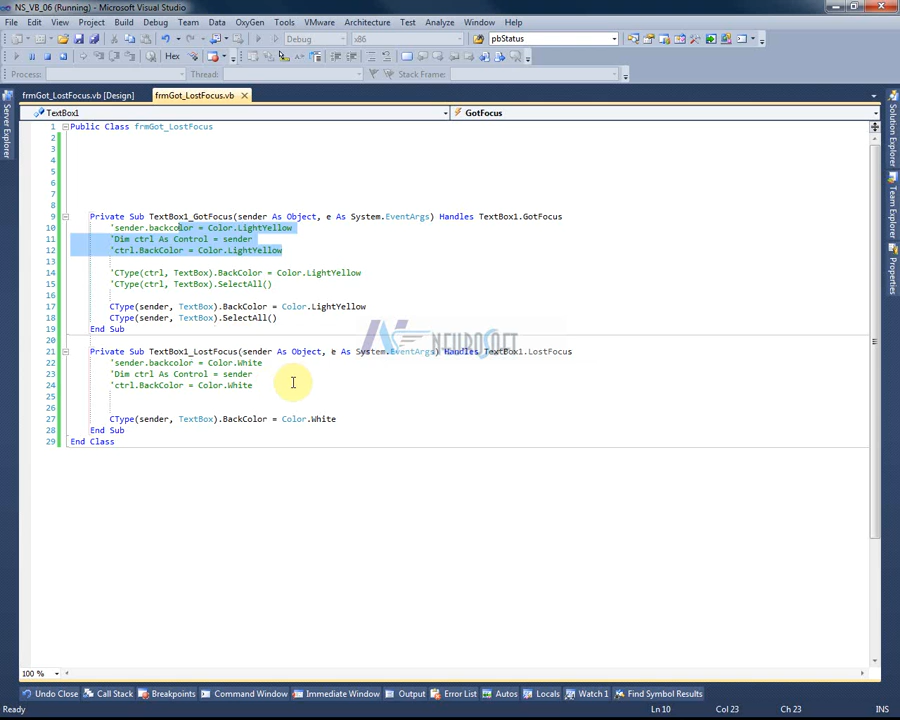 NS_VB_06 (Running) - Microsoft Visual Studio
File Edit View Project Build Debug Team Data OxyGen Tools VMware Architecture Test Analyze Window Help
Debug x86 pbStatus
Hex
Process: Thread: Stack Frame:
frmGot_LostFocus.vb [Design] frmGot_LostFocus.vb
TextBox1 GotFocus
Server Explorer
Solution Explorer
Properties
1 Public Class frmGot_LostFocus
2
3
4
5
6
7
8
9 Private Sub TextBox1_GotFocus(sender As Object, e As System.EventArgs) Handles TextBox1.GotFocus
10 'sender.backcolor = Color.LightYellow
11 'Dim ctrl As Control = sender
12 'ctrl.BackColor = Color.LightYellow
13
14 'CType(ctrl, TextBox).BackColor = Color.LightYellow
15 'CType(ctrl, TextBox).SelectAll()
16
17 CType(sender, TextBox).BackColor = Color.LightYellow
18 CType(sender, TextBox).SelectAll()
19 End Sub
20
NEUROSOFT
21 Private Sub TextBox1_LostFocus(sender As Object, e As System.EventArgs) Handles TextBox1.LostFocus
22 'sender.backcolor = Color.White
23 'Dim ctrl As Control = sender
24 'ctrl.BackColor = Color.White
25
26
27 CType(sender, TextBox).BackColor = Color.White
28 End Sub
29 End Class
100 %
Undo Close Call Stack Breakpoints Command Window Immediate Window Output Error List Autos Locals Watch 1 Find Symbol Results
Ready Ln 10 Col 23 Ch 23 INS